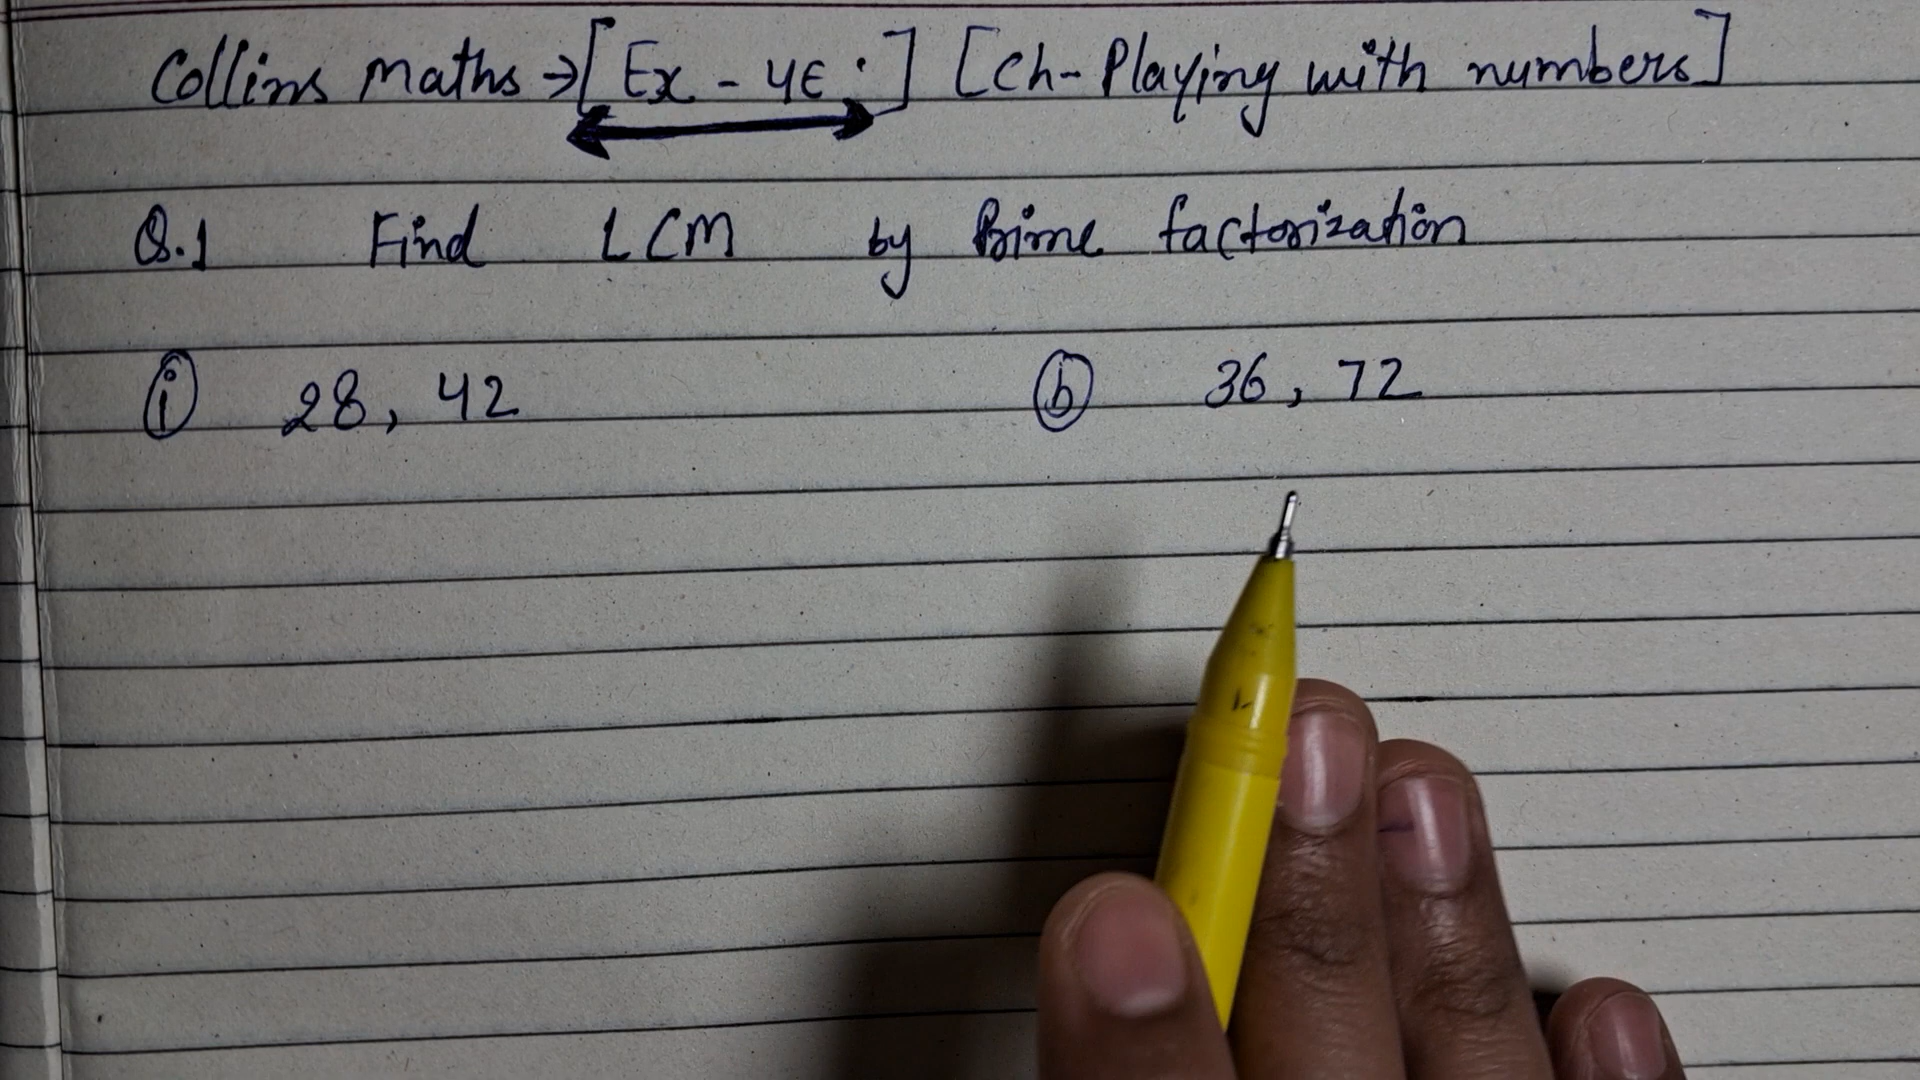 Collins Maths → [Ex - 4E :] [Ch- Playing with numbers]
Q.1 Find LCM by Prime factorization
(i) 28, 42 (b) 36, 72